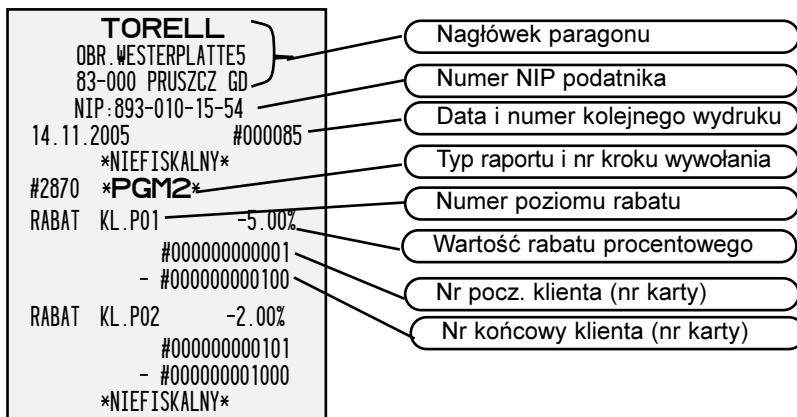 TORELL
OBR.WESTERPLATTE5
83-000 PRUSZCZ GD
NIP:893-010-15-54
14.11.2005 #000085
*NIEFISKALNY*
#2870 *PGM2*
RABAT KL.P01 -5.00%
#000000000001
- #000000000100
RABAT KL.P02 -2.00%
#000000000101
- #000000001000
*NIEFISKALNY*
Nagłówek paragonu
Numer NIP podatnika
Data i numer kolejnego wydruku
Typ raportu i nr kroku wywołania
Numer poziomu rabatu
Wartość rabatu procentowego
Nr pocz. klienta (nr karty)
Nr końcowy klienta (nr karty)